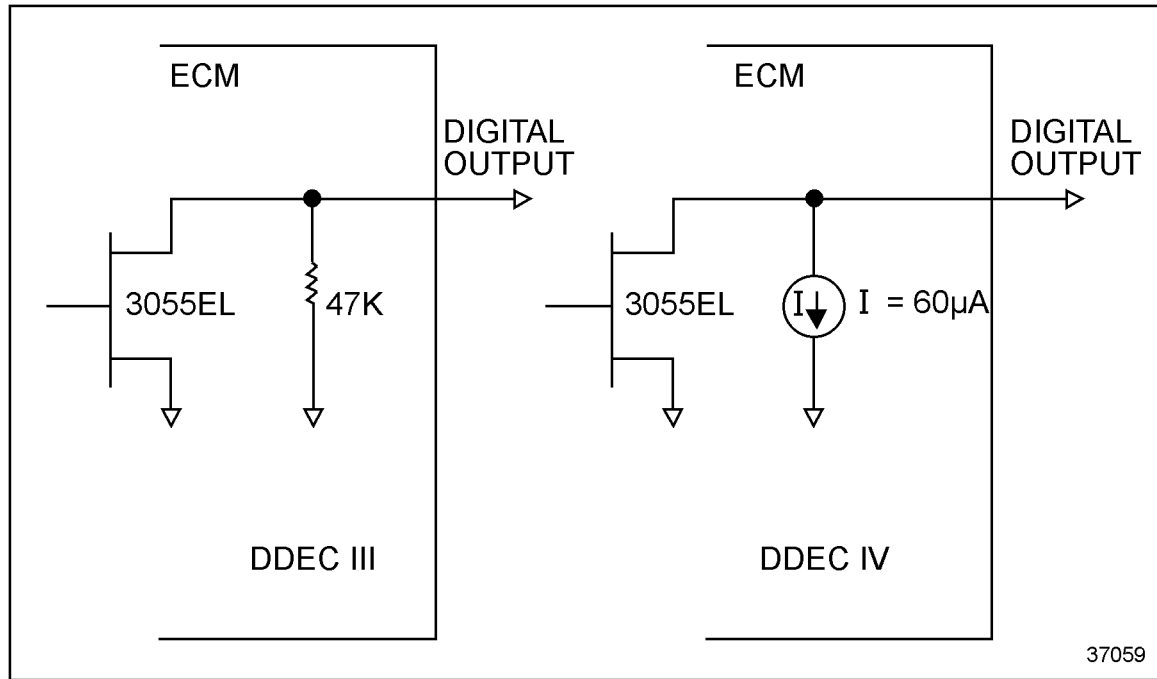 ECM
DIGITAL
OUTPUT
3055EL
47K
DDEC III
ECM
DIGITAL
OUTPUT
3055EL
I
I = 60µA
DDEC IV
37059